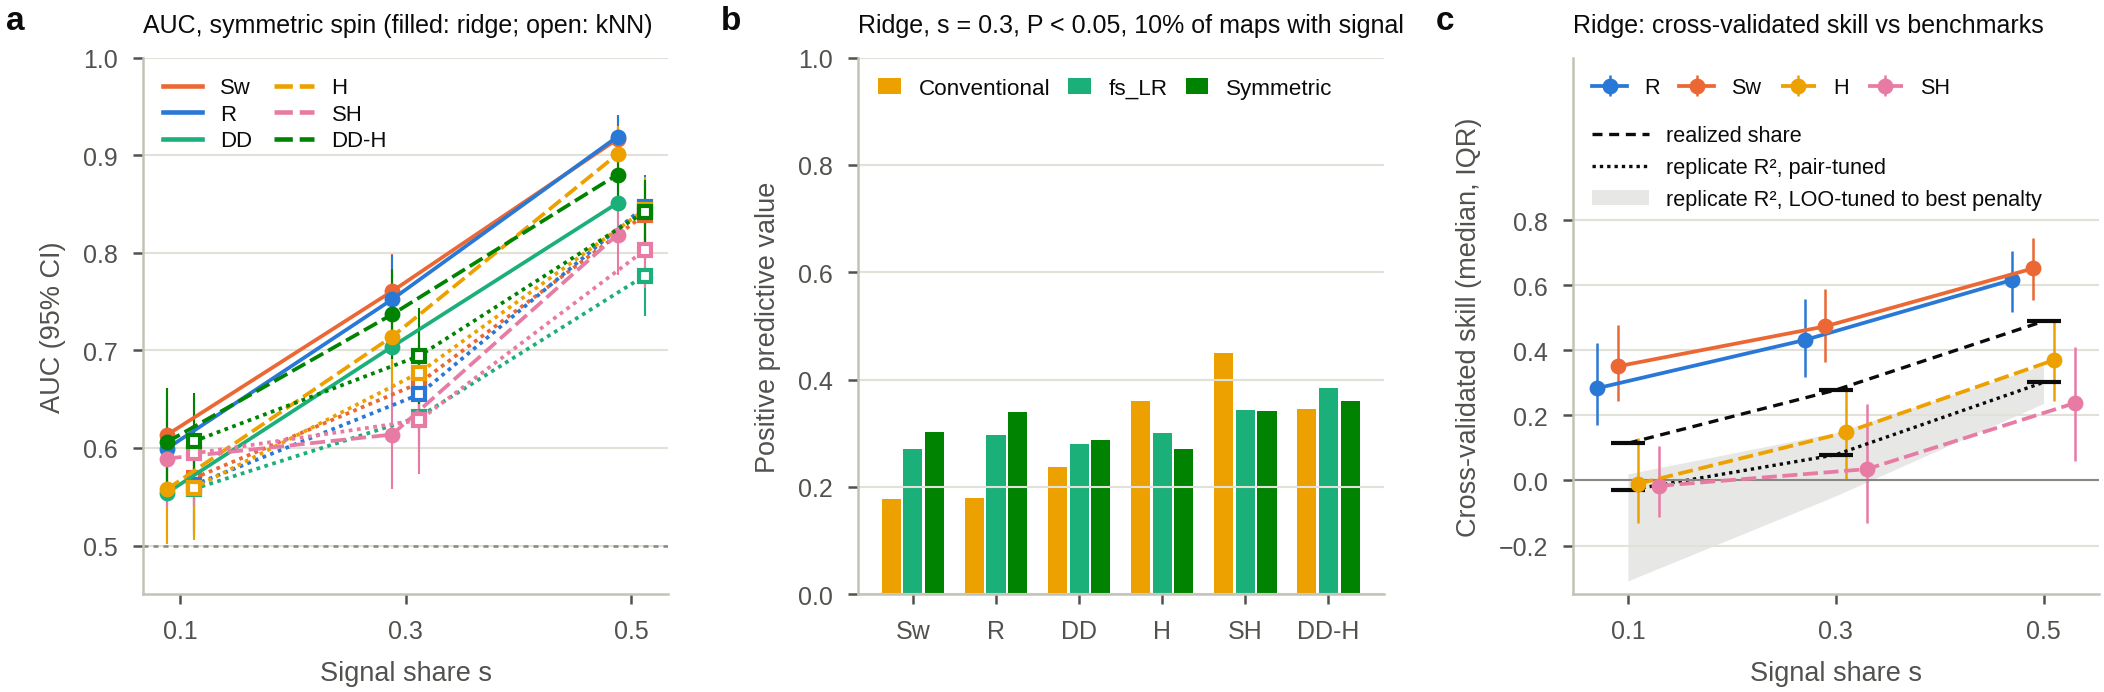 a
AUC, symmetric spin (filled: ridge; open: kNN)
Sw
R
DD
H
SH
DD-H
1.0
0.9
0.8
0.7
0.6
0.5
AUC (95% CI)
0.1
0.3
0.5
Signal share s
b
Ridge, s = 0.3, P < 0.05, 10% of maps with signal
Conventional
fs_LR
Symmetric
1.0
0.8
0.6
0.4
0.2
0.0
Positive predictive value
Sw
R
DD
H
SH
DD-H
c
Ridge: cross-validated skill vs benchmarks
R
Sw
H
SH
realized share
replicate R², pair-tuned
replicate R², LOO-tuned to best penalty
0.8
0.6
0.4
0.2
0.0
−0.2
Cross-validated skill (median, IQR)
0.1
0.3
0.5
Signal share s